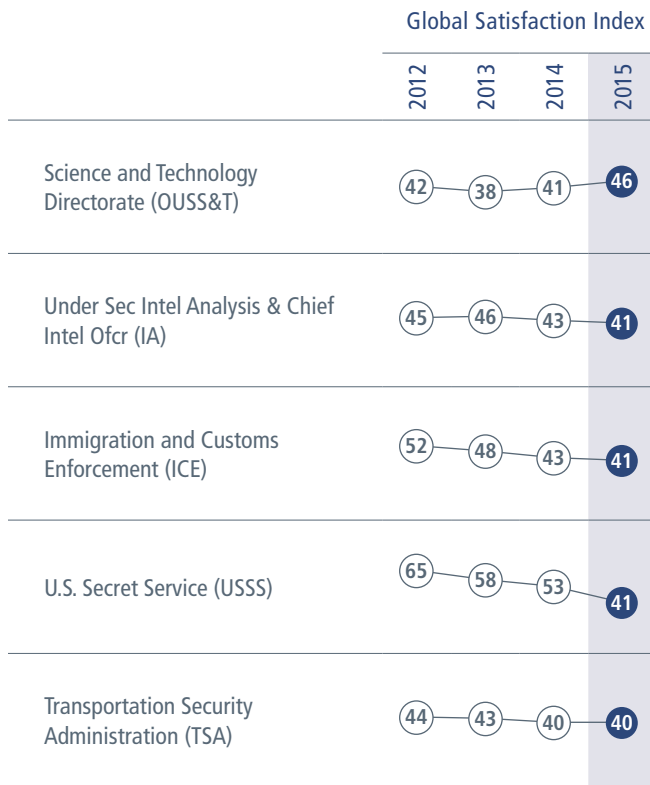 Global Satisfaction Index
2012 2013 2014 2015
Science and Technology
Directorate (OUSS&T)
42 38 41 46
Under Sec Intel Analysis & Chief
Intel Ofcr (IA)
45 46 43 41
Immigration and Customs
Enforcement (ICE)
52 48 43 41
U.S. Secret Service (USSS)
65 58 53 41
Transportation Security
Administration (TSA)
44 43 40 40